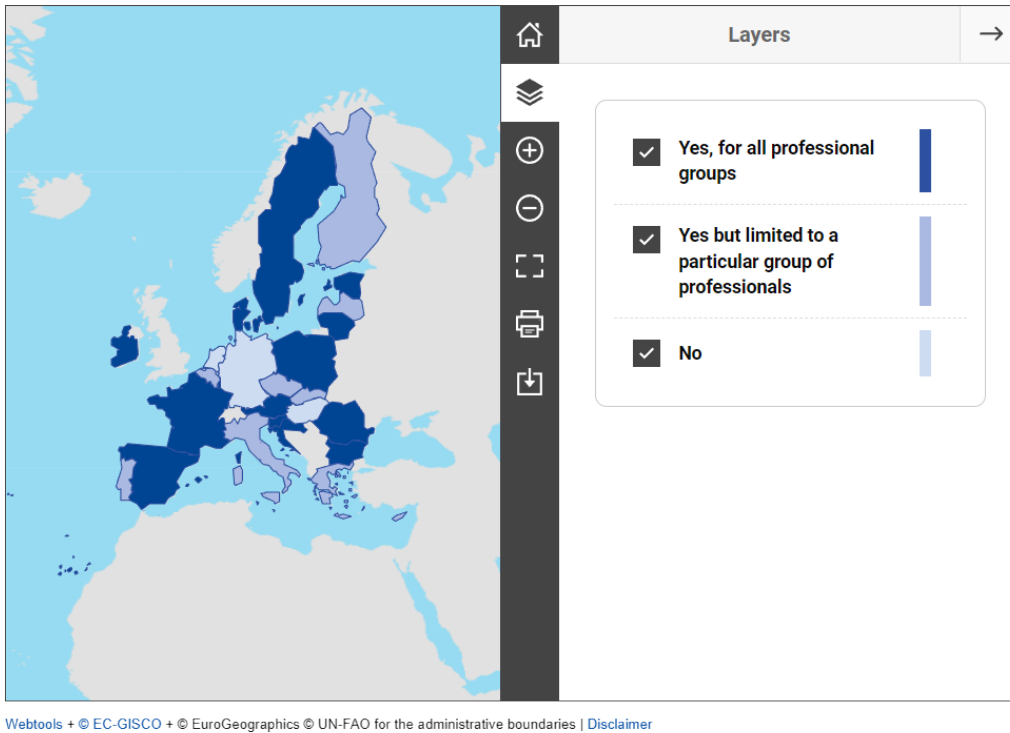 Layers
Yes, for all professional
groups
Yes but limited to a
particular group of
professionals
No
Webtools + © EC-GISCO + © EuroGeographics © UN-FAO for the administrative boundaries | Disclaimer